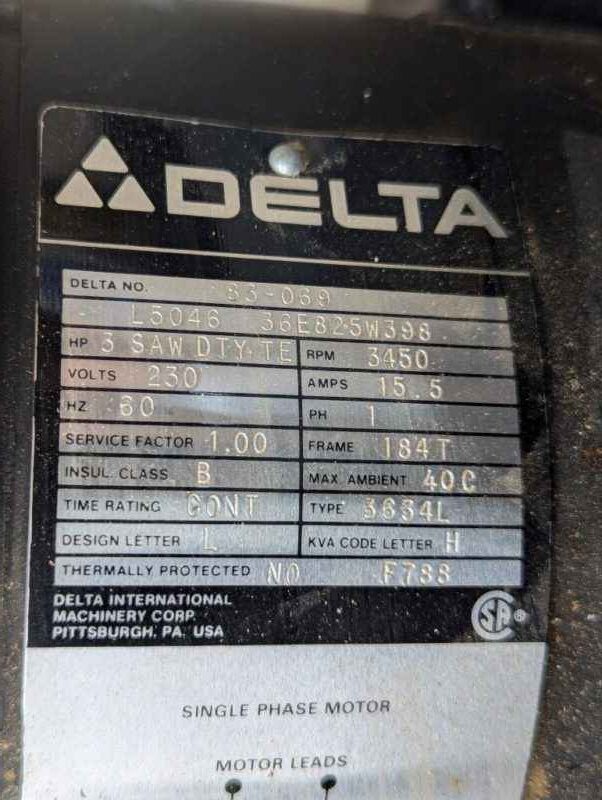 DELTA
DELTA NO. 83-069
L5046 36E825W398
HP 3 SAW DTY TE RPM 3450
VOLTS 230 AMPS 15.5
HZ 60 PH 1
SERVICE FACTOR 1.00 FRAME 184T
INSUL. CLASS B MAX. AMBIENT 40C
TIME RATING CONT TYPE 3634L
DESIGN LETTER L KVA CODE LETTER H
THERMALLY PROTECTED NO F788
DELTA INTERNATIONAL
MACHINERY CORP.
PITTSBURGH, PA. USA
SA ®
SINGLE PHASE MOTOR
MOTOR LEADS